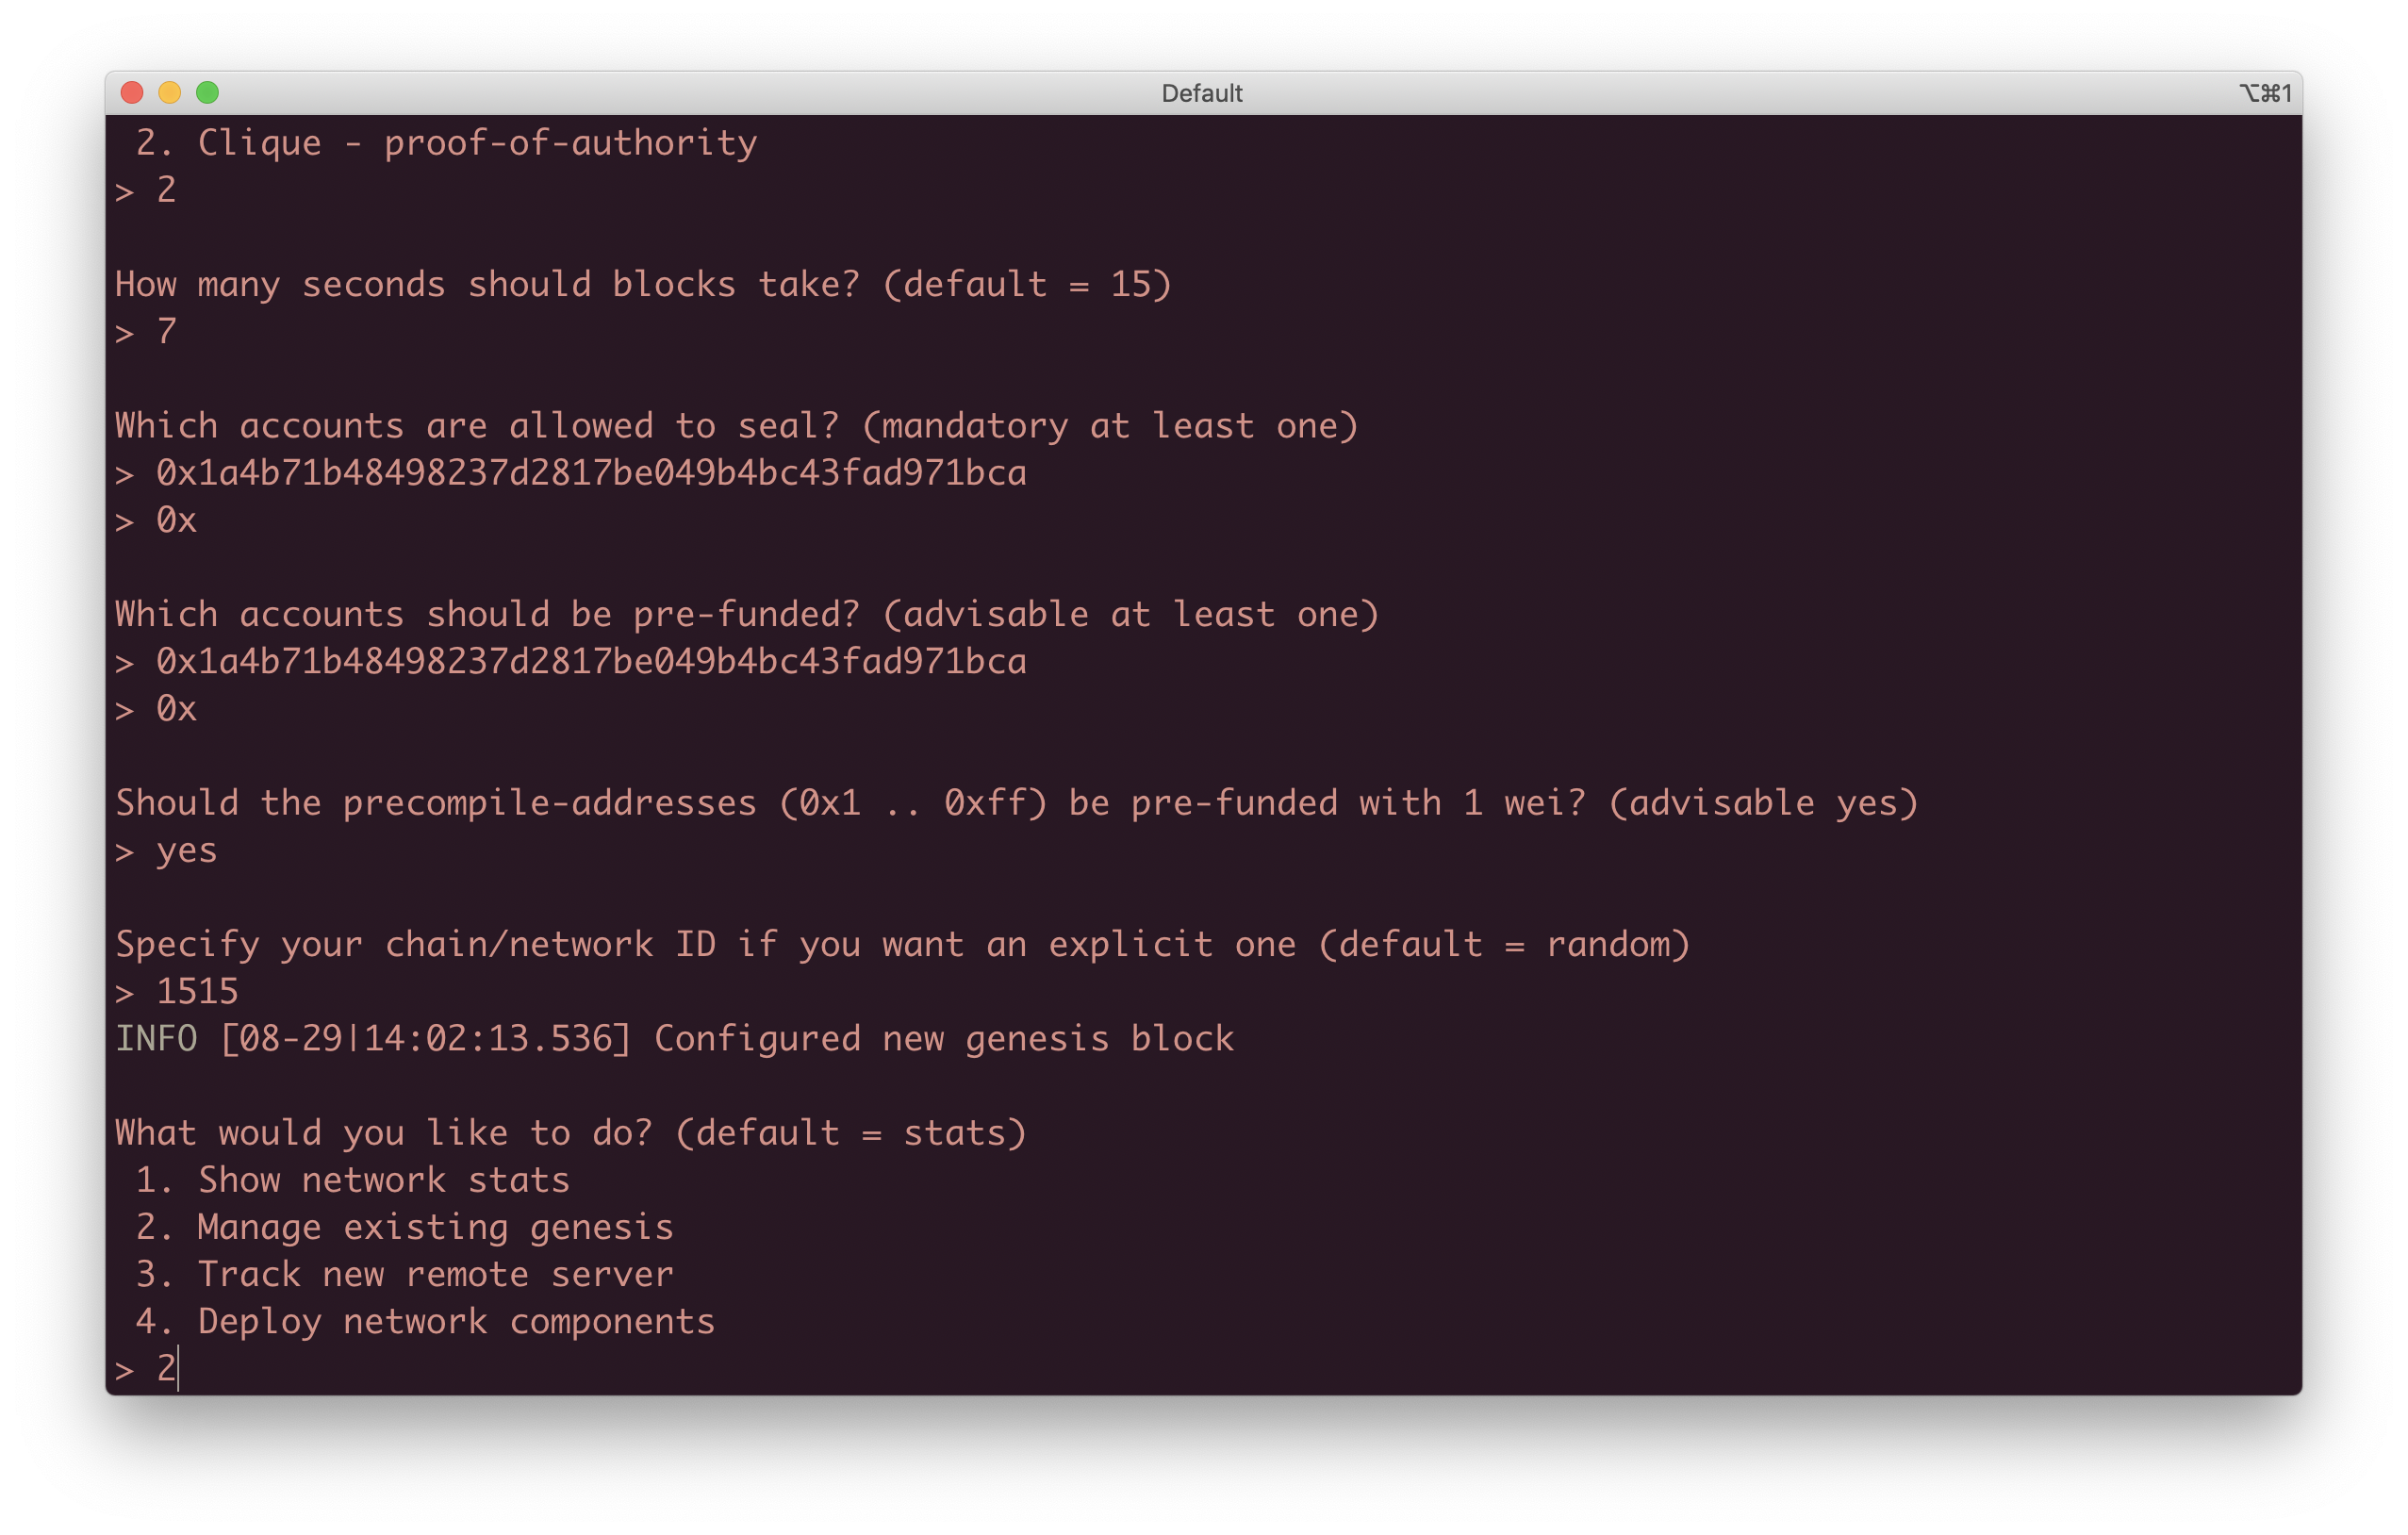 Default
⌥⌘1
2. Clique - proof-of-authority
> 2
How many seconds should blocks take? (default = 15)
> 7
Which accounts are allowed to seal? (mandatory at least one)
> 0x1a4b71b48498237d2817be049b4bc43fad971bca
> 0x
Which accounts should be pre-funded? (advisable at least one)
> 0x1a4b71b48498237d2817be049b4bc43fad971bca
> 0x
Should the precompile-addresses (0x1 .. 0xff) be pre-funded with 1 wei? (advisable yes)
> yes
Specify your chain/network ID if you want an explicit one (default = random)
> 1515
INFO [08-29|14:02:13.536] Configured new genesis block
What would you like to do? (default = stats)
1. Show network stats
2. Manage existing genesis
3. Track new remote server
4. Deploy network components
> 2